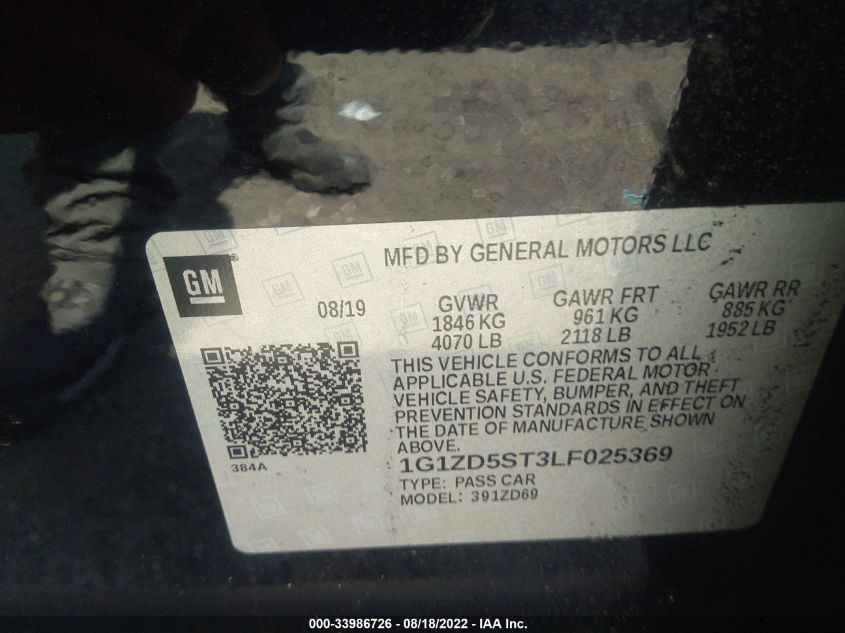 MFD BY GENERAL MOTORS LLC
GM
08/19
GVWR
1846 KG
4070 LB
GAWR FRT
961 KG
2118 LB
GAWR RR
885 KG
1952 LB
THIS VEHICLE CONFORMS TO ALL
APPLICABLE U.S. FEDERAL MOTOR
VEHICLE SAFETY, BUMPER, AND THEFT
PREVENTION STANDARDS IN EFFECT ON
THE DATE OF MANUFACTURE SHOWN
ABOVE.
384A
1G1ZD5ST3LF025369
TYPE: PASS CAR
MODEL: 391ZD69
000-33986726 - 08/18/2022 - IAA Inc.